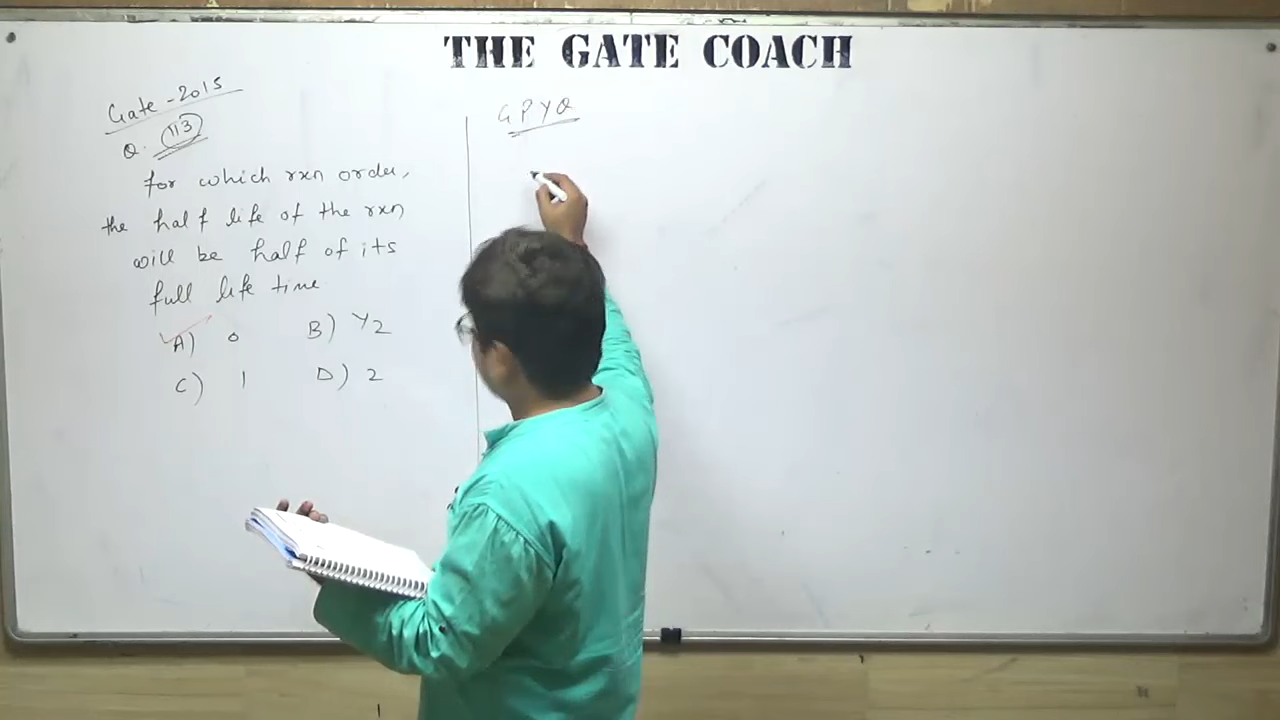 THE GATE COACH
Gate - 2015
Q. 113
for which rxn order,
the half life of the rxn
will be half of its
full life time
A) 0 B) 1/2
C) 1 D) 2
GPYQ